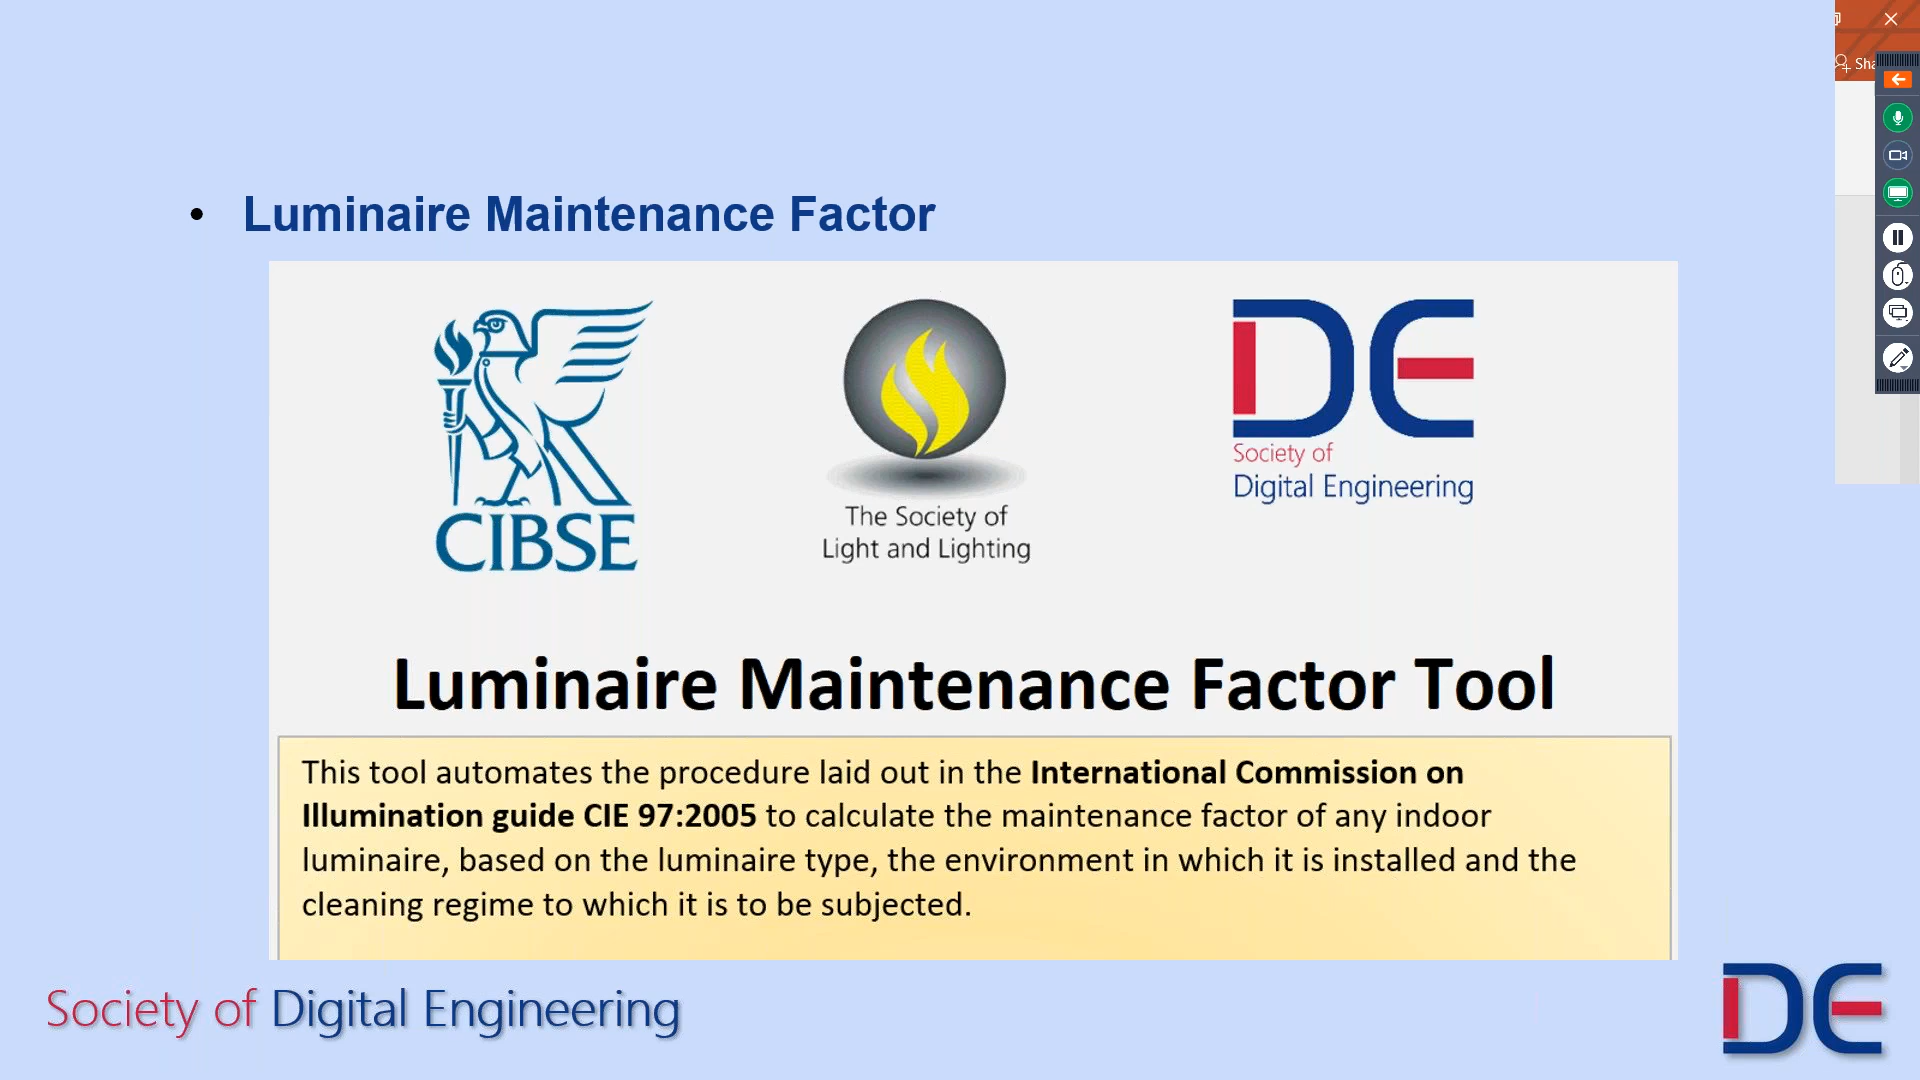 • Luminaire Maintenance Factor
CIBSE
The Society of
Light and Lighting
DE
Society of
Digital Engineering
Luminaire Maintenance Factor Tool
This tool automates the procedure laid out in the International Commission on
Illumination guide CIE 97:2005 to calculate the maintenance factor of any indoor
luminaire, based on the luminaire type, the environment in which it is installed and the
cleaning regime to which it is to be subjected.
Society of Digital Engineering
DE
Sha